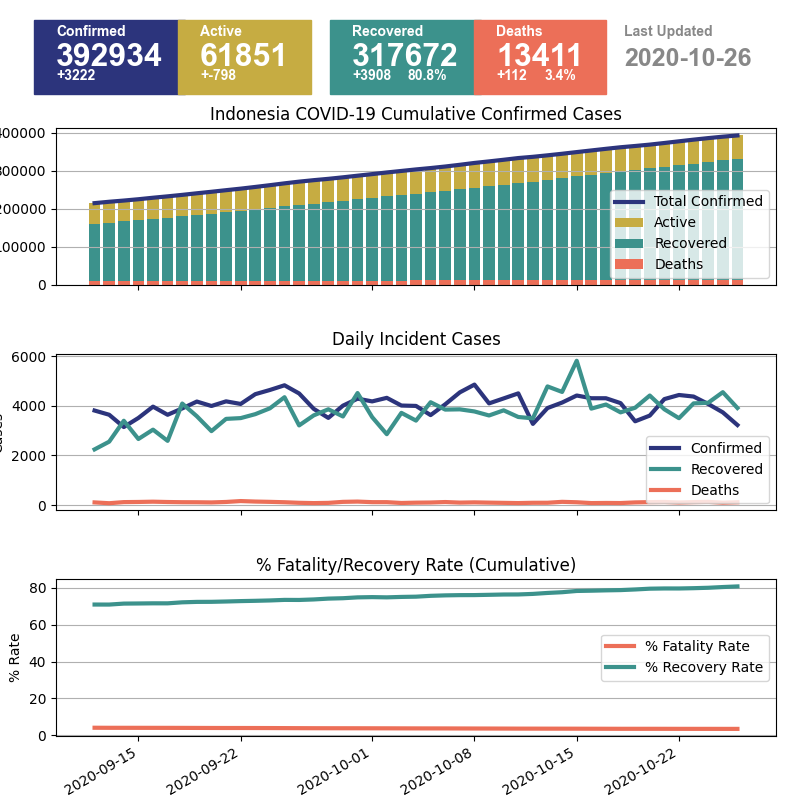 Confirmed
392934
+3222
Active
61851
+-798
Recovered
317672
+3908 80.8%
Deaths
13411
+112 3.4%
Last Updated
2020-10-26
Indonesia COVID-19 Cumulative Confirmed Cases
400000
300000
200000
100000
0
Total Confirmed
Active
Recovered
Deaths
Daily Incident Cases
6000
4000
2000
0
Cases
Confirmed
Recovered
Deaths
% Fatality/Recovery Rate (Cumulative)
80
60
40
20
0
% Rate
% Fatality Rate
% Recovery Rate
2020-09-15
2020-09-22
2020-10-01
2020-10-08
2020-10-15
2020-10-22